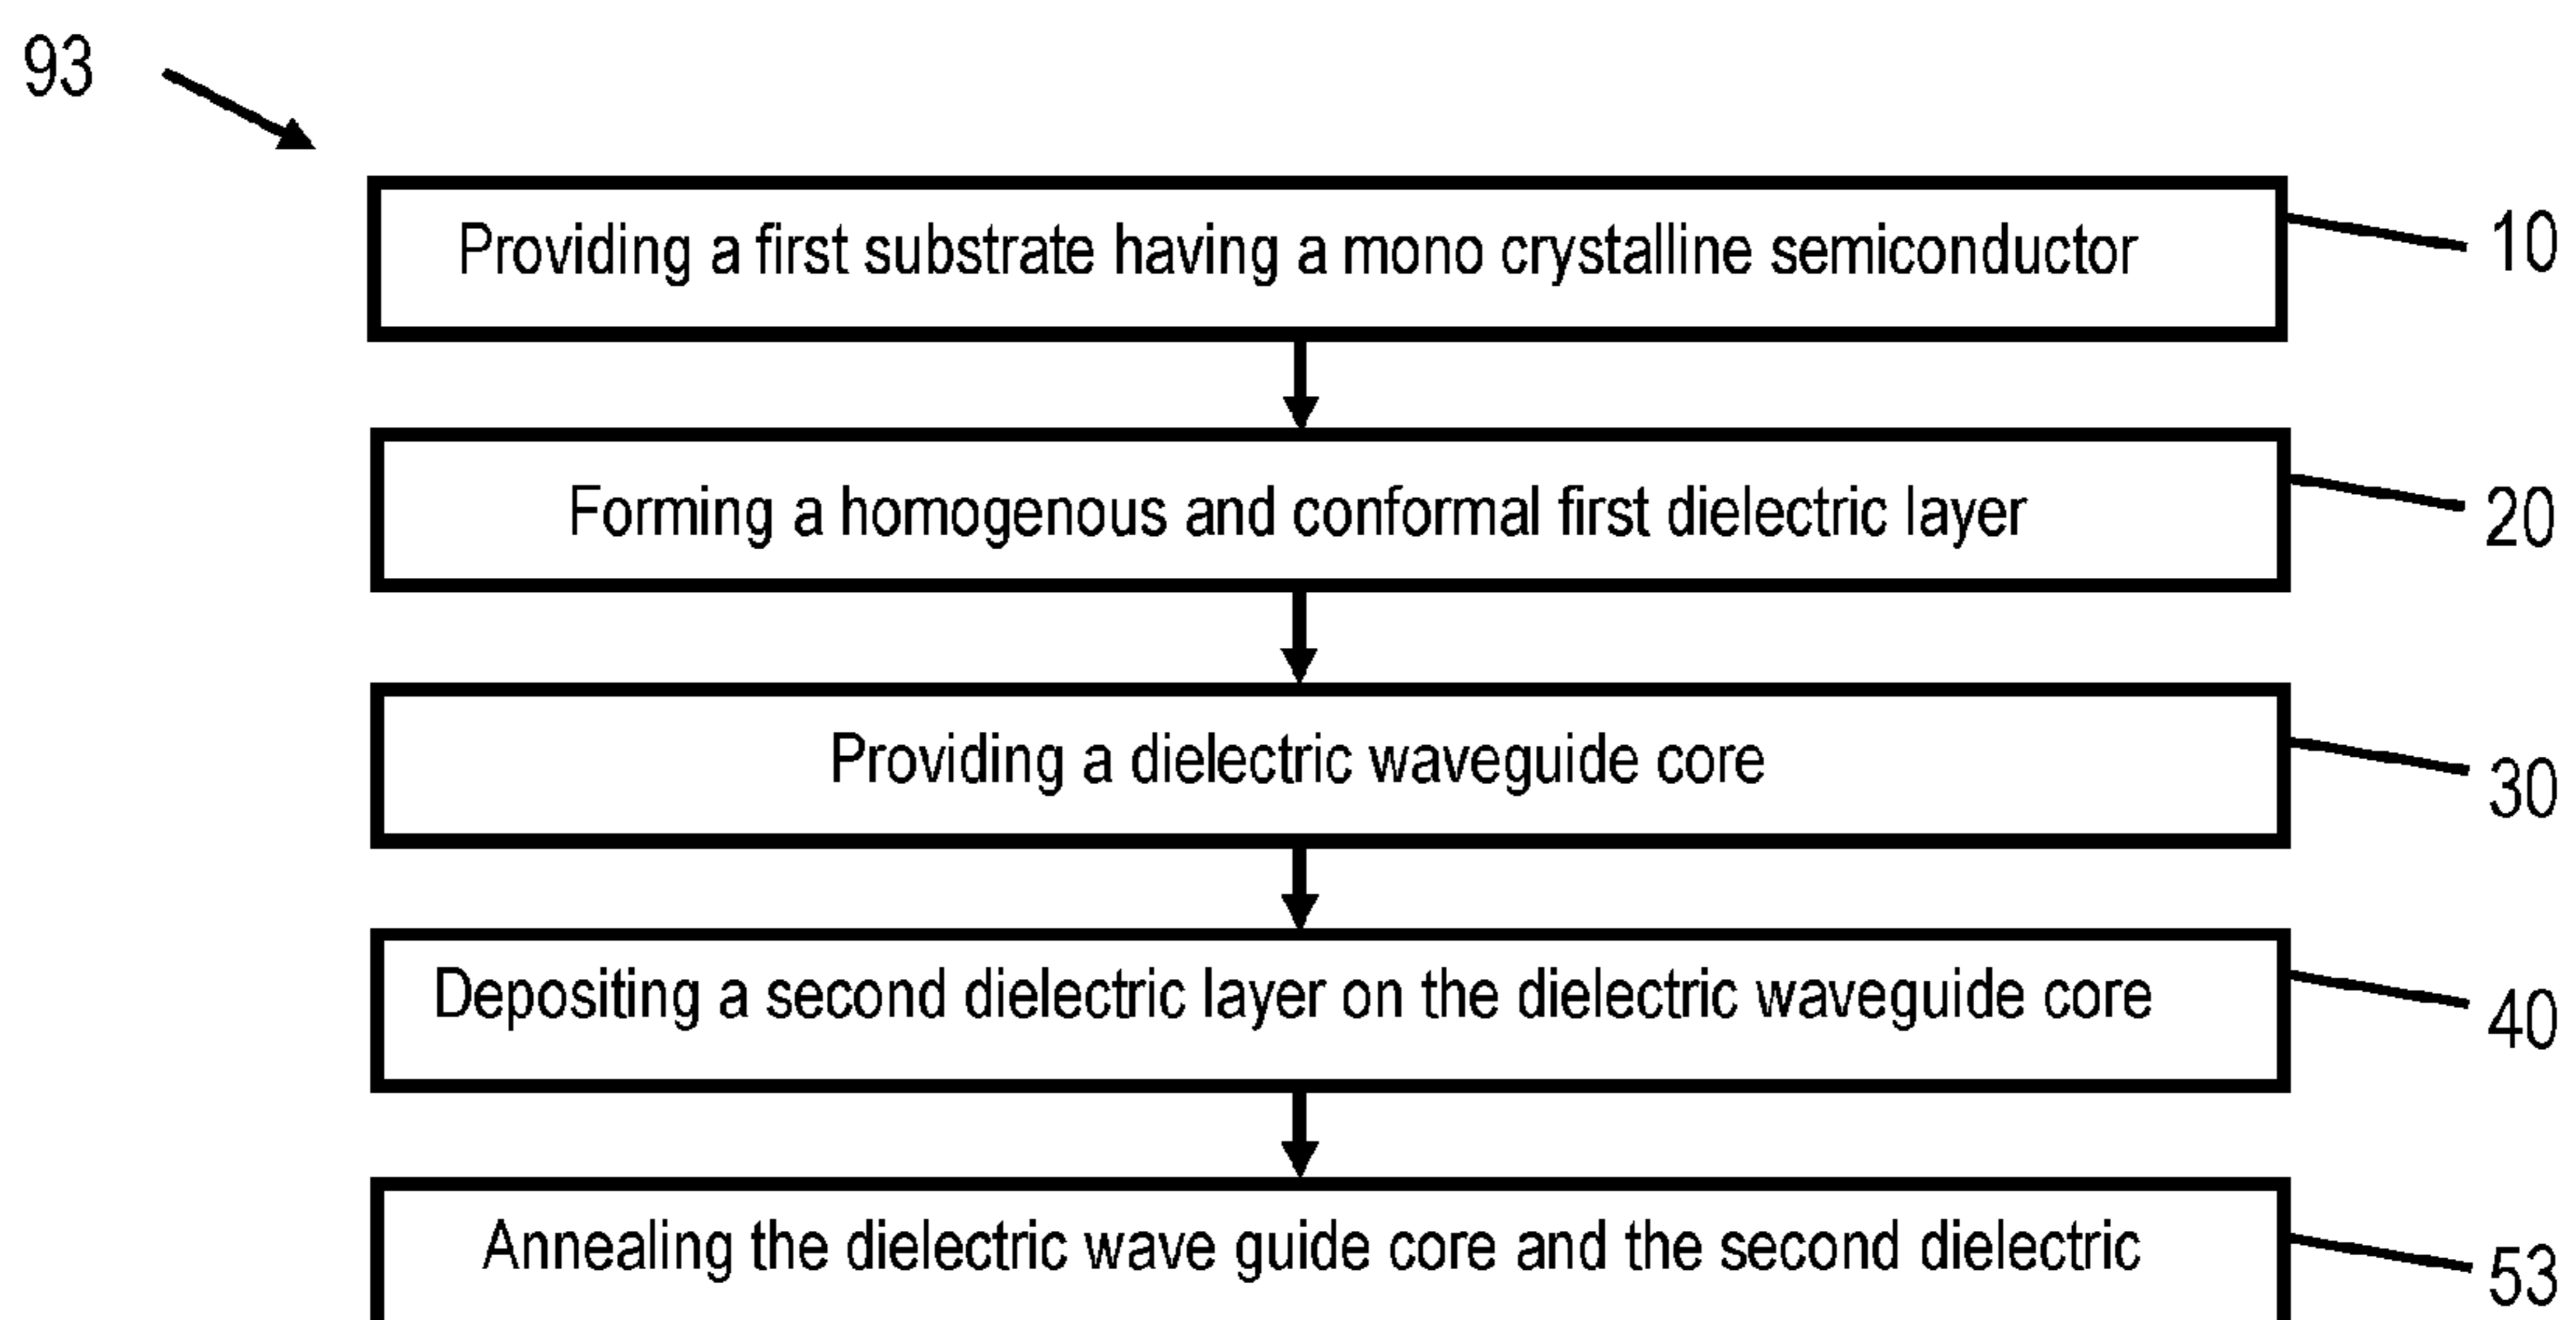 93
Providing a first substrate having a mono crystalline semiconductor
10
Forming a homogenous and conformal first dielectric layer
20
Providing a dielectric waveguide core
30
Depositing a second dielectric layer on the dielectric waveguide core
40
Annealing the dielectric wave guide core and the second dielectric
53